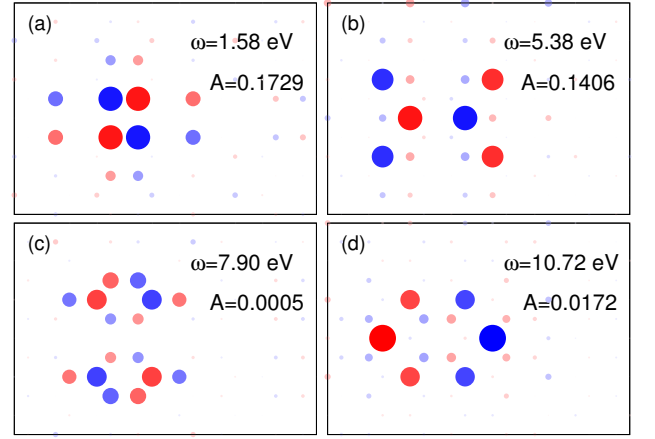 (a)
ω=1.58 eV
A=0.1729
(b)
ω=5.38 eV
A=0.1406
(c)
ω=7.90 eV
A=0.0005
(d)
ω=10.72 eV
A=0.0172